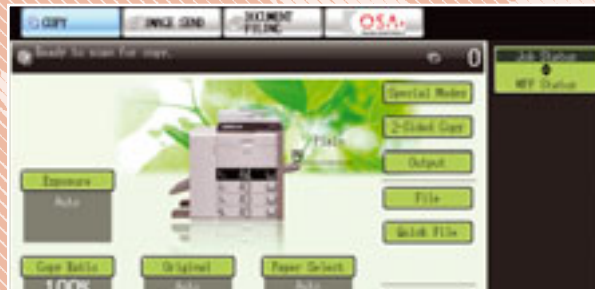 COPY
IMAGE SEND
DOCUMENT
FILING
Ready to scan for copy.
0
Job Status
MFP Status
Special Modes
2-Sided Copy
Output
File
Quick File
Plain
Exposure
Auto
Copy Ratio
100%
Original
Auto
Paper Select
Auto